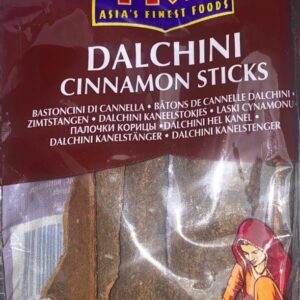 ASIA'S FINEST FOODS
DALCHINI
CINNAMON STICKS
BASTONCINI DI CANNELLA • BÂTONS DE CANNELLE DALCHINI •
ZIMTSTANGEN • DALCHINI KANEELSTOKJES • LASKI CYNAMONU
ПАЛОЧКИ КОРИЦЫ • DALCHINI HEL KANEL •
DALCHINI KANELSTÄNGER • DALCHINI KANELSTENGER